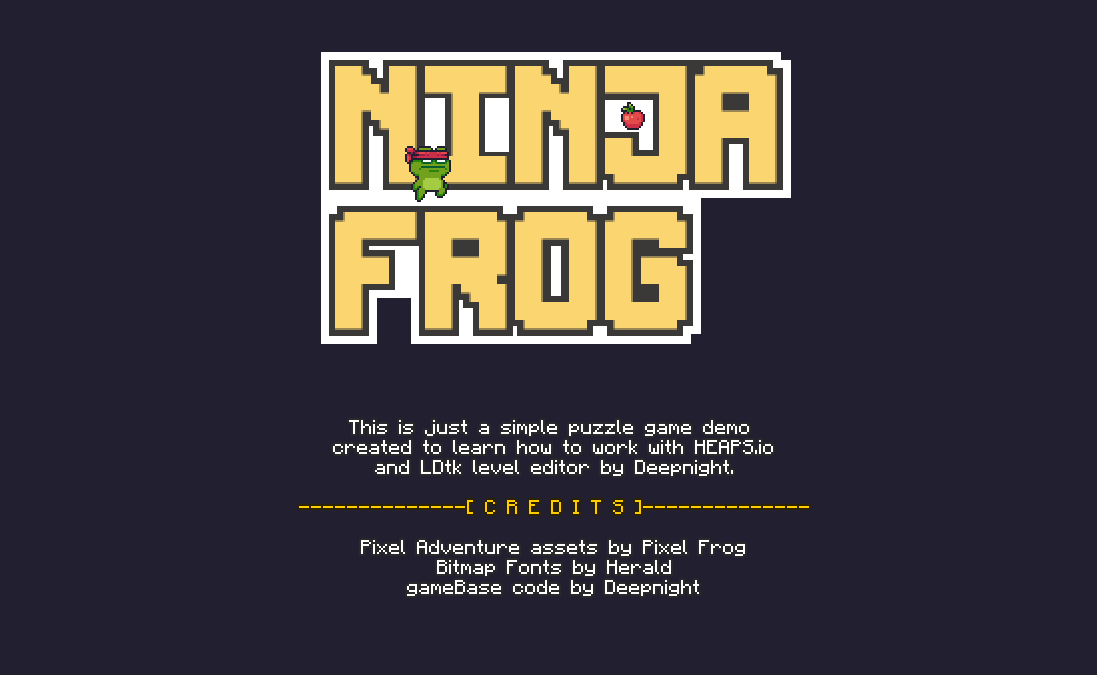 NINJA
FROG
This is just a simple puzzle game demo
created to learn how to work with HEAPS.io
and LDtk level editor by Deepnight.
--------------[ C R E D I T S ]--------------
Pixel Adventure assets by Pixel Frog
Bitmap Fonts by Herald
gameBase code by Deepnight